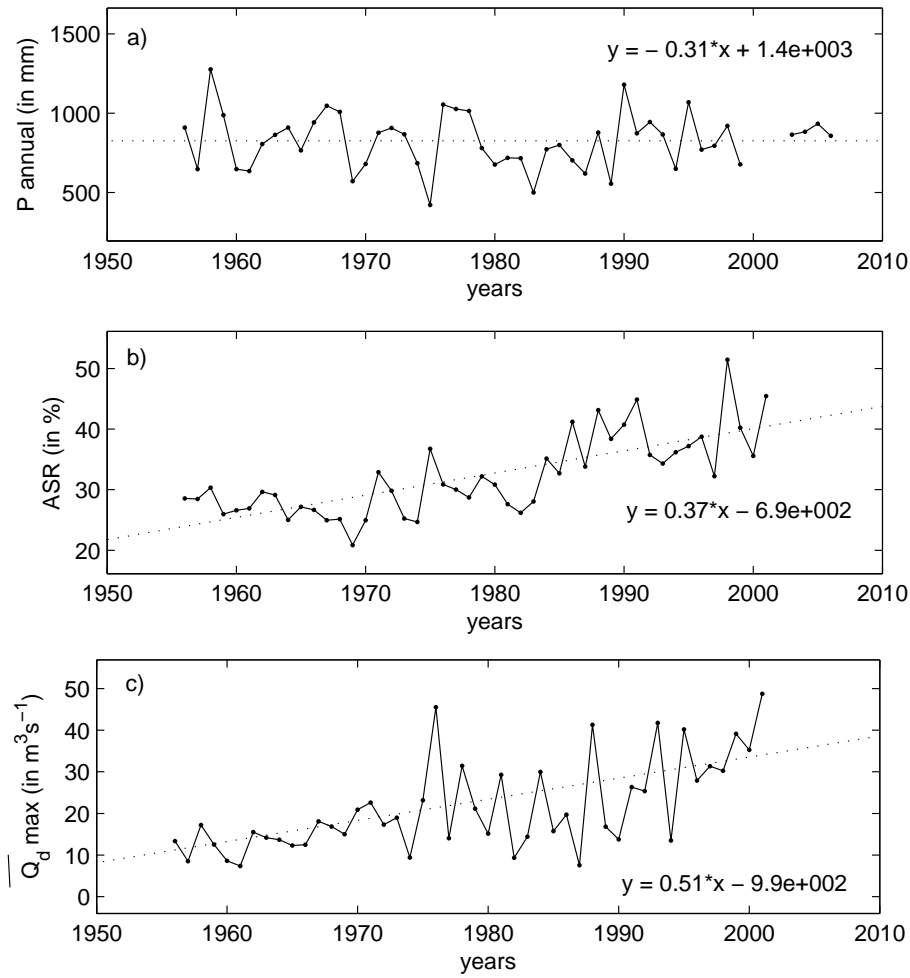 a)
y = − 0.31*x + 1.4e+003
P annual (in mm)
1500
1000
500
1950 1960 1970 1980 1990 2000 2010
years
b)
ASR (in %)
50
40
30
20
y = 0.37*x − 6.9e+002
1950 1960 1970 1980 1990 2000 2010
years
c)
Q_d max (in m³s⁻¹)
50
40
30
20
10
0
y = 0.51*x − 9.9e+002
1950 1960 1970 1980 1990 2000 2010
years